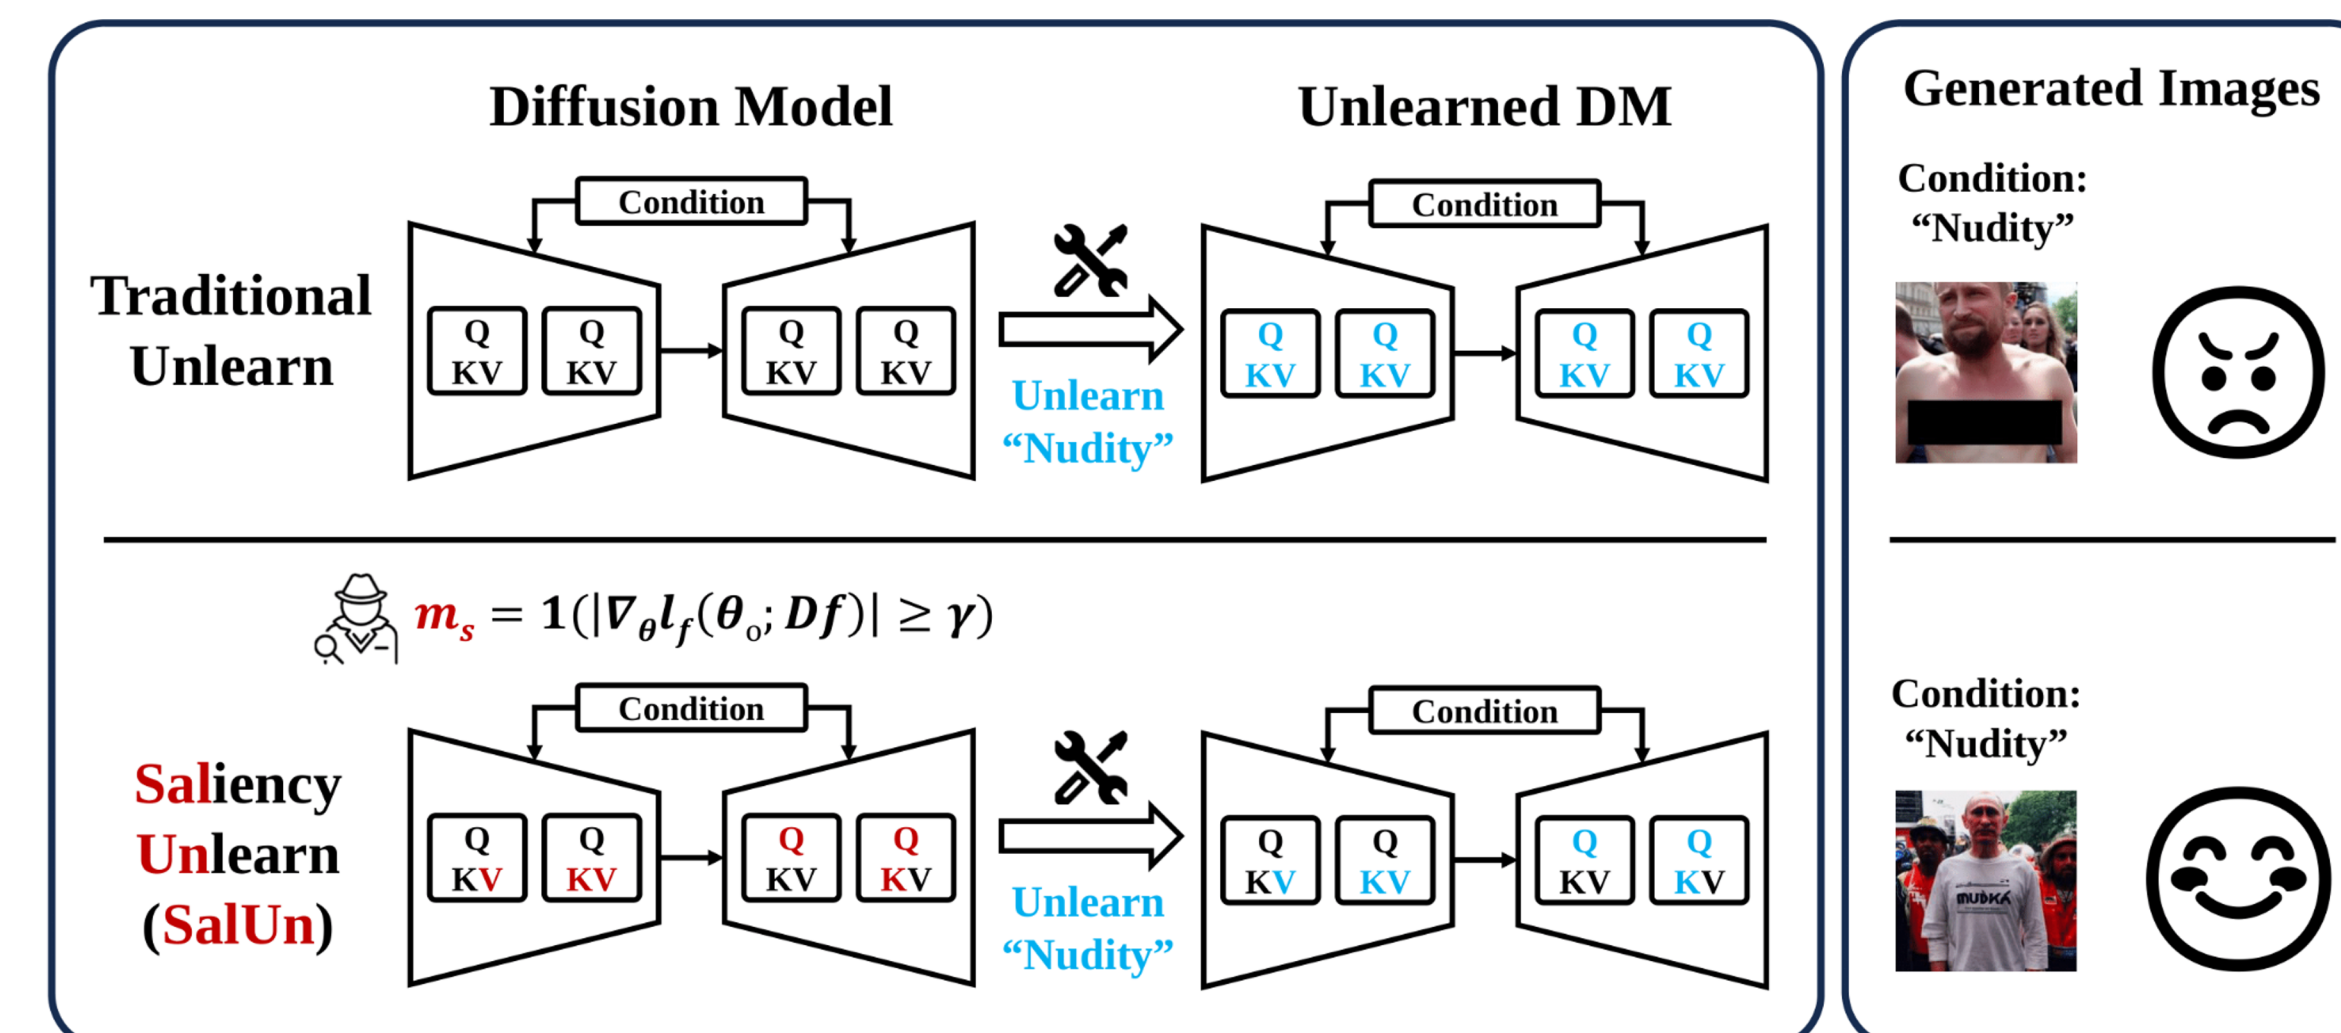 Diffusion Model
Unlearned DM
Generated Images
Condition
Condition
Condition:
“Nudity”
Traditional
Unlearn
Q
KV
Q
KV
Q
KV
Q
KV
Unlearn
“Nudity”
Q
KV
Q
KV
Q
KV
Q
KV
m_s = 1(|∇_θ l_f(θ_o; Df)| ≥ γ)
Condition
Condition
Condition:
“Nudity”
Saliency
Unlearn
(SalUn)
Q
KV
Q
KV
Q
KV
Q
KV
Unlearn
“Nudity”
Q
KV
Q
KV
Q
KV
Q
KV
MUDKA